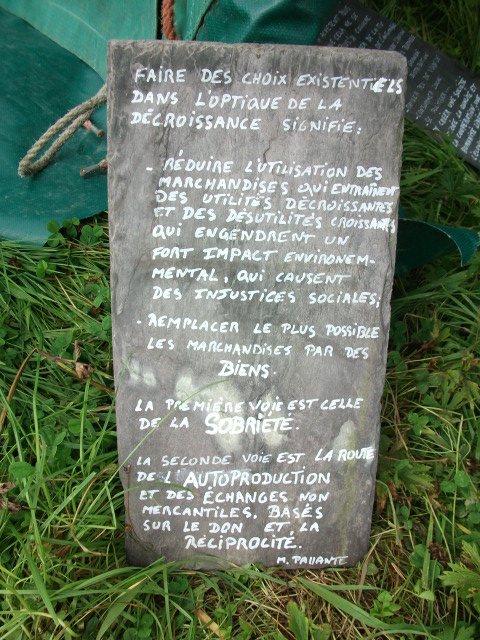 FAIRE DES CHOIX EXISTENTIELS
DANS L'OPTIQUE DE LA
DÉCROISSANCE SIGNIFIE:
- RÉDUIRE L'UTILISATION DES
MARCHANDISES QUI ENTRAÎNENT
DES UTILITÉS DÉCROISSANTES
ET DES DÉSUTILITÉS CROISSANTES
QUI ENGENDRENT UN
FORT IMPACT ENVIRONEM-
MENTAL, QUI CAUSENT
DES INJUSTICES SOCIALES;
- REMPLACER LE PLUS POSSIBLE
LES MARCHANDISES PAR DES
BIENS.
LA PREMIÈRE VOIE EST CELLE
DE LA SOBRIÉTÉ.
LA SECONDE VOIE EST LA ROUTE
DE L'AUTOPRODUCTION
ET DES ÉCHANGES NON
MERCANTILES, BASÉS
SUR LE DON ET LA
RÉCIPROCITÉ.
M. PALLANTE